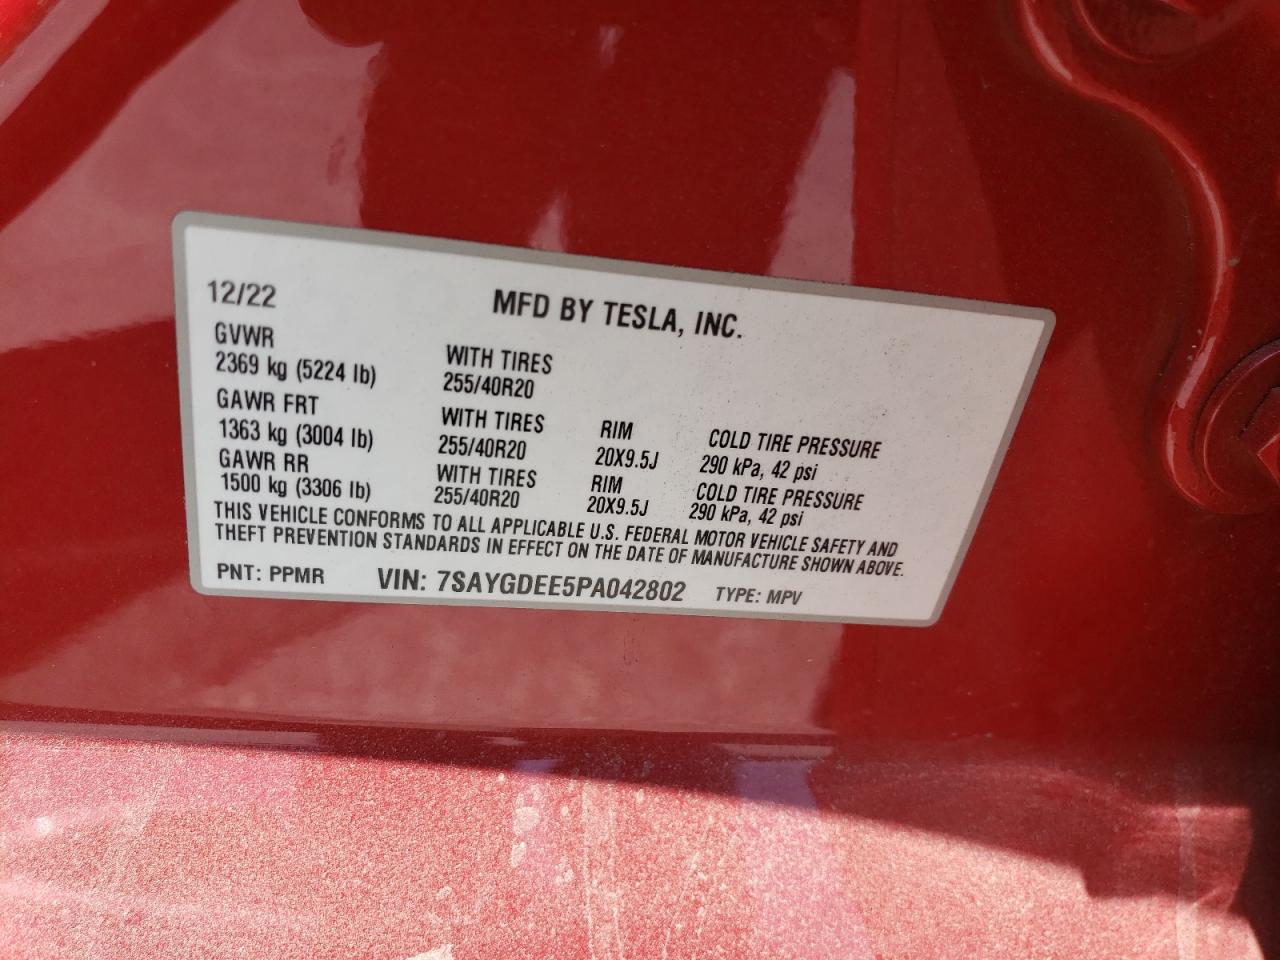 12/22 MFD BY TESLA, INC.
GVWR
2369 kg (5224 lb) WITH TIRES
255/40R20
GAWR FRT WITH TIRES RIM COLD TIRE PRESSURE
1363 kg (3004 lb) 255/40R20 20X9.5J 290 kPa, 42 psi
GAWR RR WITH TIRES RIM COLD TIRE PRESSURE
1500 kg (3306 lb) 255/40R20 20X9.5J 290 kPa, 42 psi
THIS VEHICLE CONFORMS TO ALL APPLICABLE U.S. FEDERAL MOTOR VEHICLE SAFETY AND
THEFT PREVENTION STANDARDS IN EFFECT ON THE DATE OF MANUFACTURE SHOWN ABOVE.
PNT: PPMR VIN: 7SAYGDEE5PA042802 TYPE: MPV